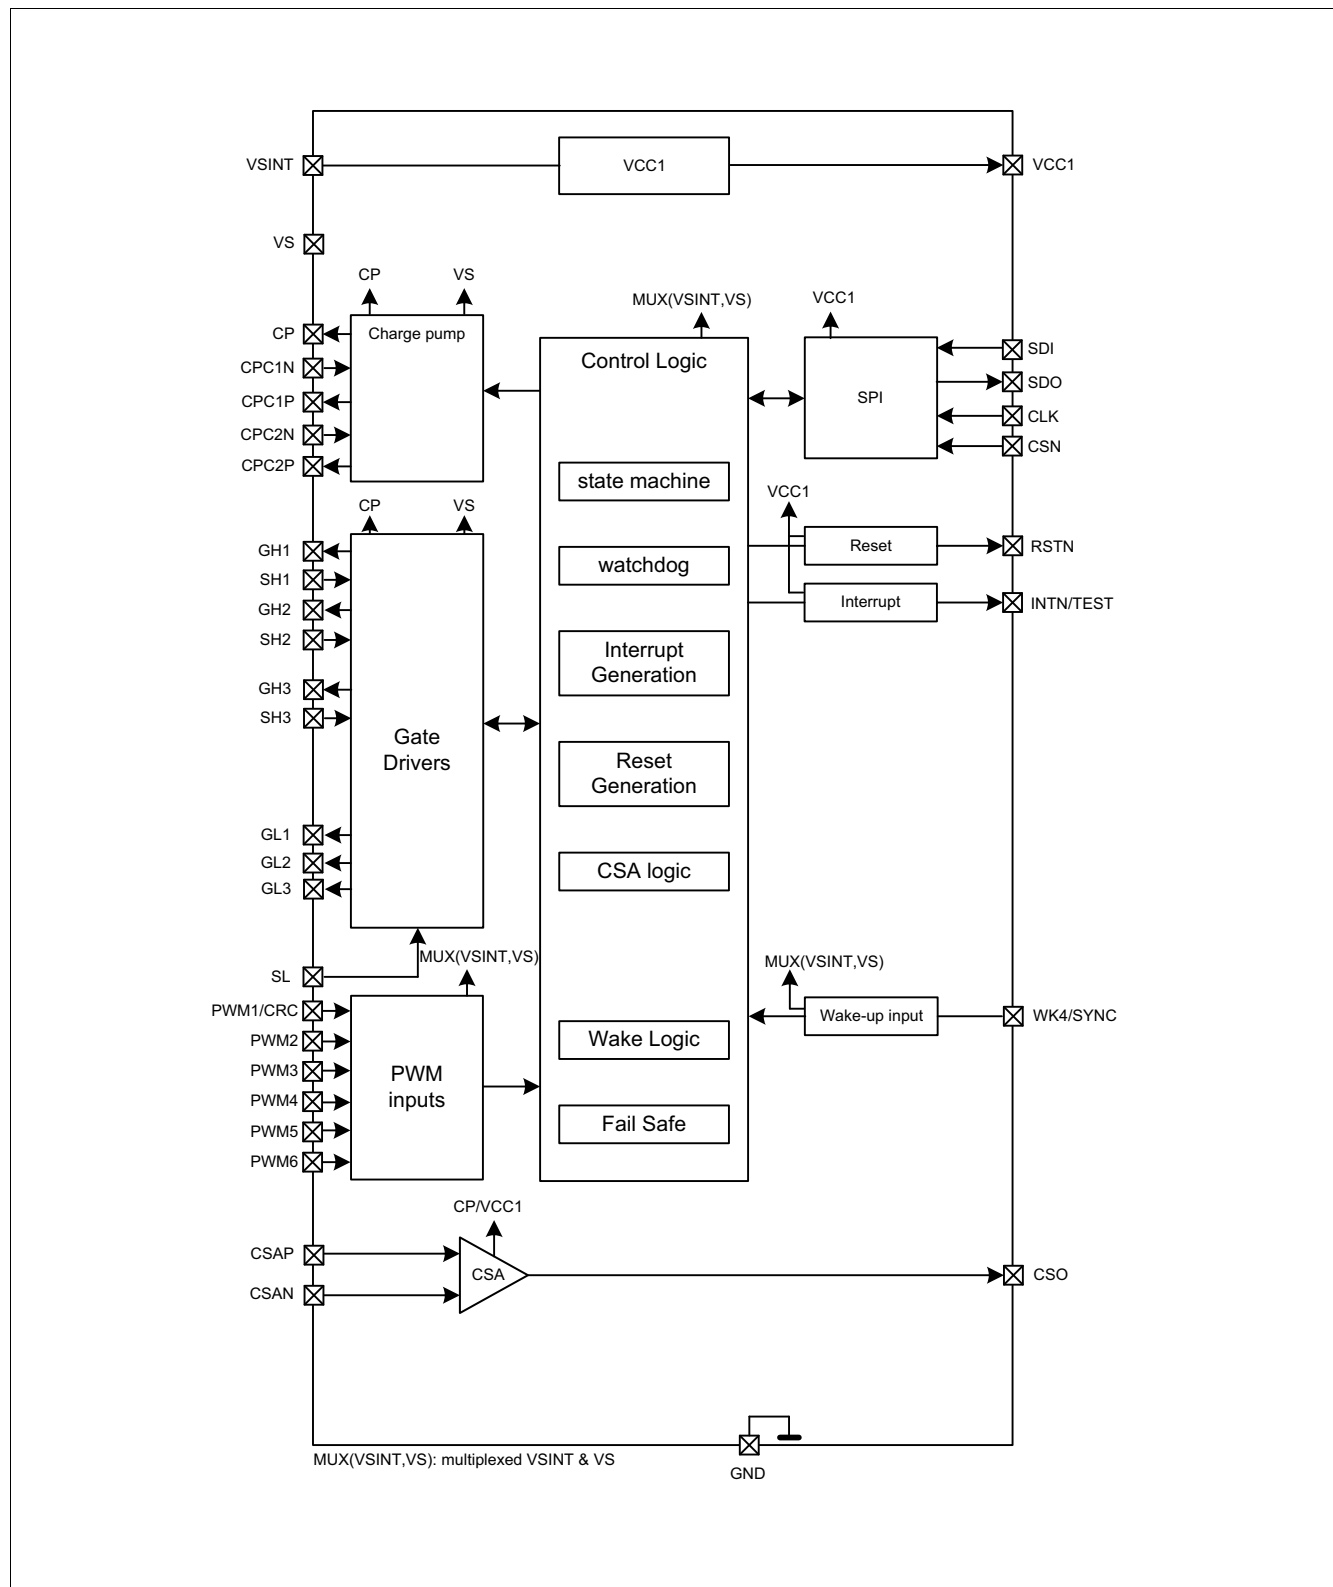 VSINT
VCC1
VCC1
VS
CP
VS
MUX(VSINT,VS)
VCC1
CP
Charge pump
CPC1N
CPC1P
CPC2N
CPC2P
Control Logic
SPI
SDI
SDO
CLK
CSN
state machine
CP
VS
VCC1
GH1
SH1
GH2
SH2
GH3
SH3
Gate
Drivers
GL1
GL2
GL3
watchdog
Reset
RSTN
Interrupt
INTN/TEST
Interrupt
Generation
Reset
Generation
CSA logic
SL
MUX(VSINT,VS)
MUX(VSINT,VS)
PWM1/CRC
PWM2
PWM3
PWM4
PWM5
PWM6
PWM
inputs
Wake-up input
WK4/SYNC
Wake Logic
Fail Safe
CP/VCC1
CSAP
CSAN
CSA
CSO
MUX(VSINT,VS): multiplexed VSINT & VS
GND